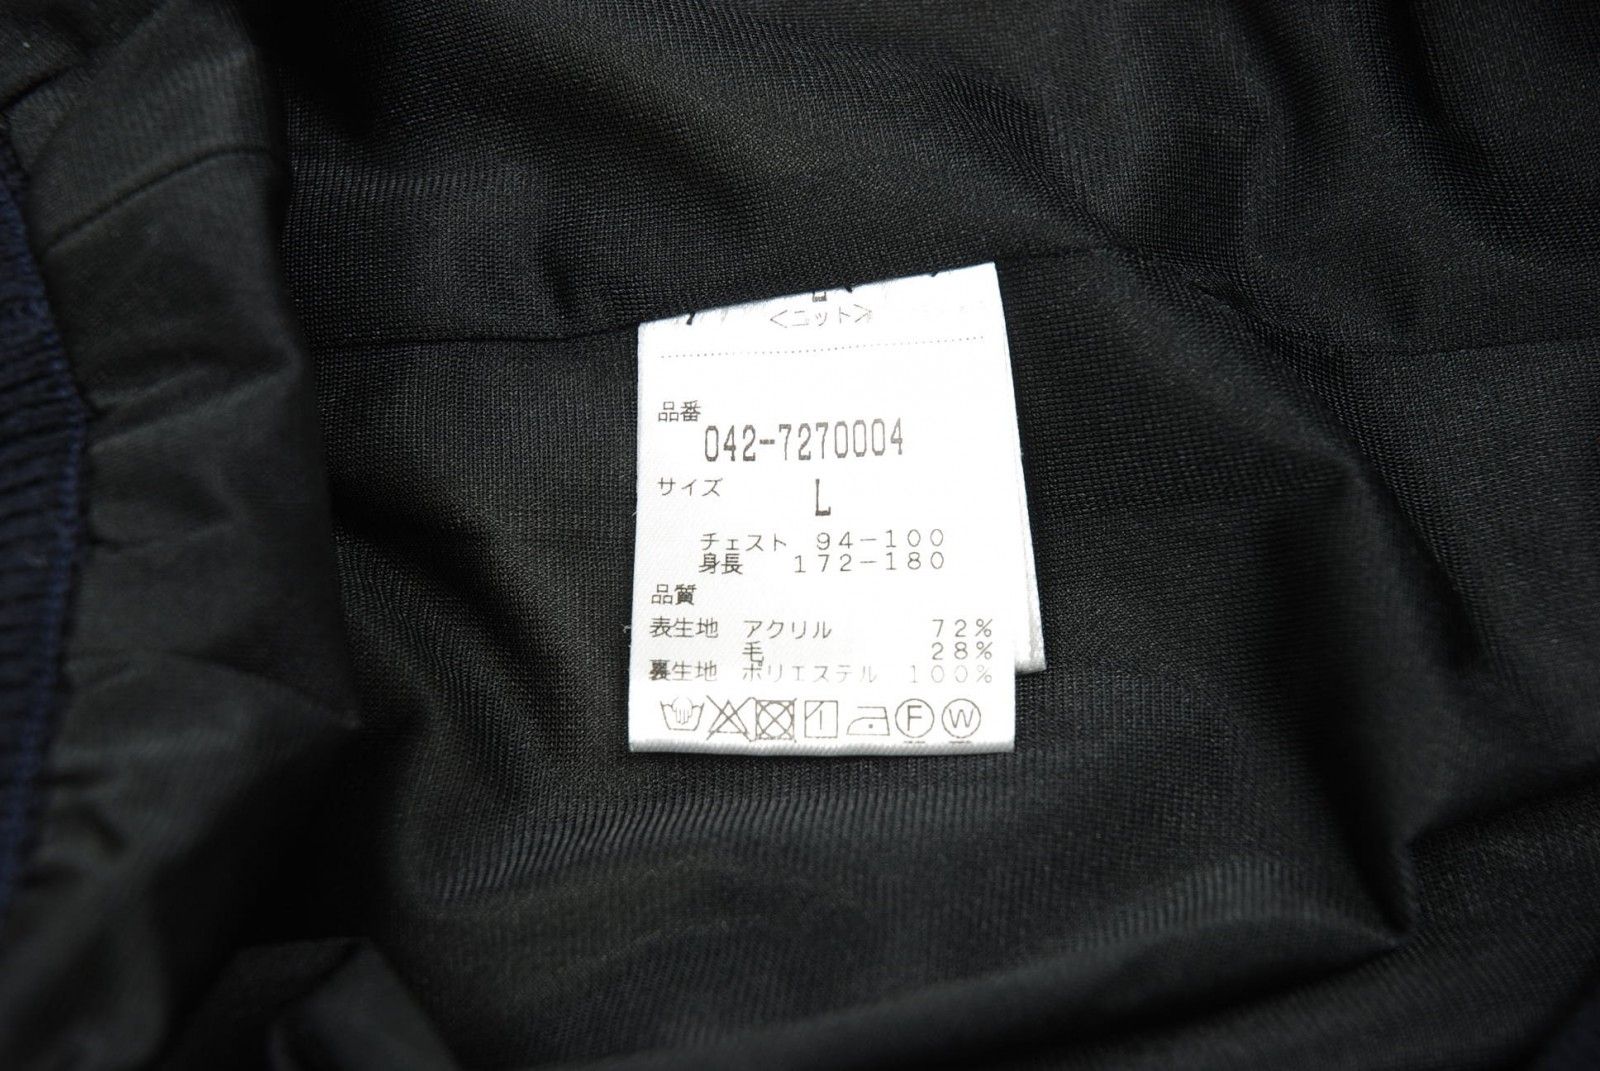 <ニット>
品番
042-7270004
サイズ L
チェスト 94-100
身長 172-180
品質
表生地 アクリル 72%
毛 28%
裏生地 ポリエステル 100%
F W